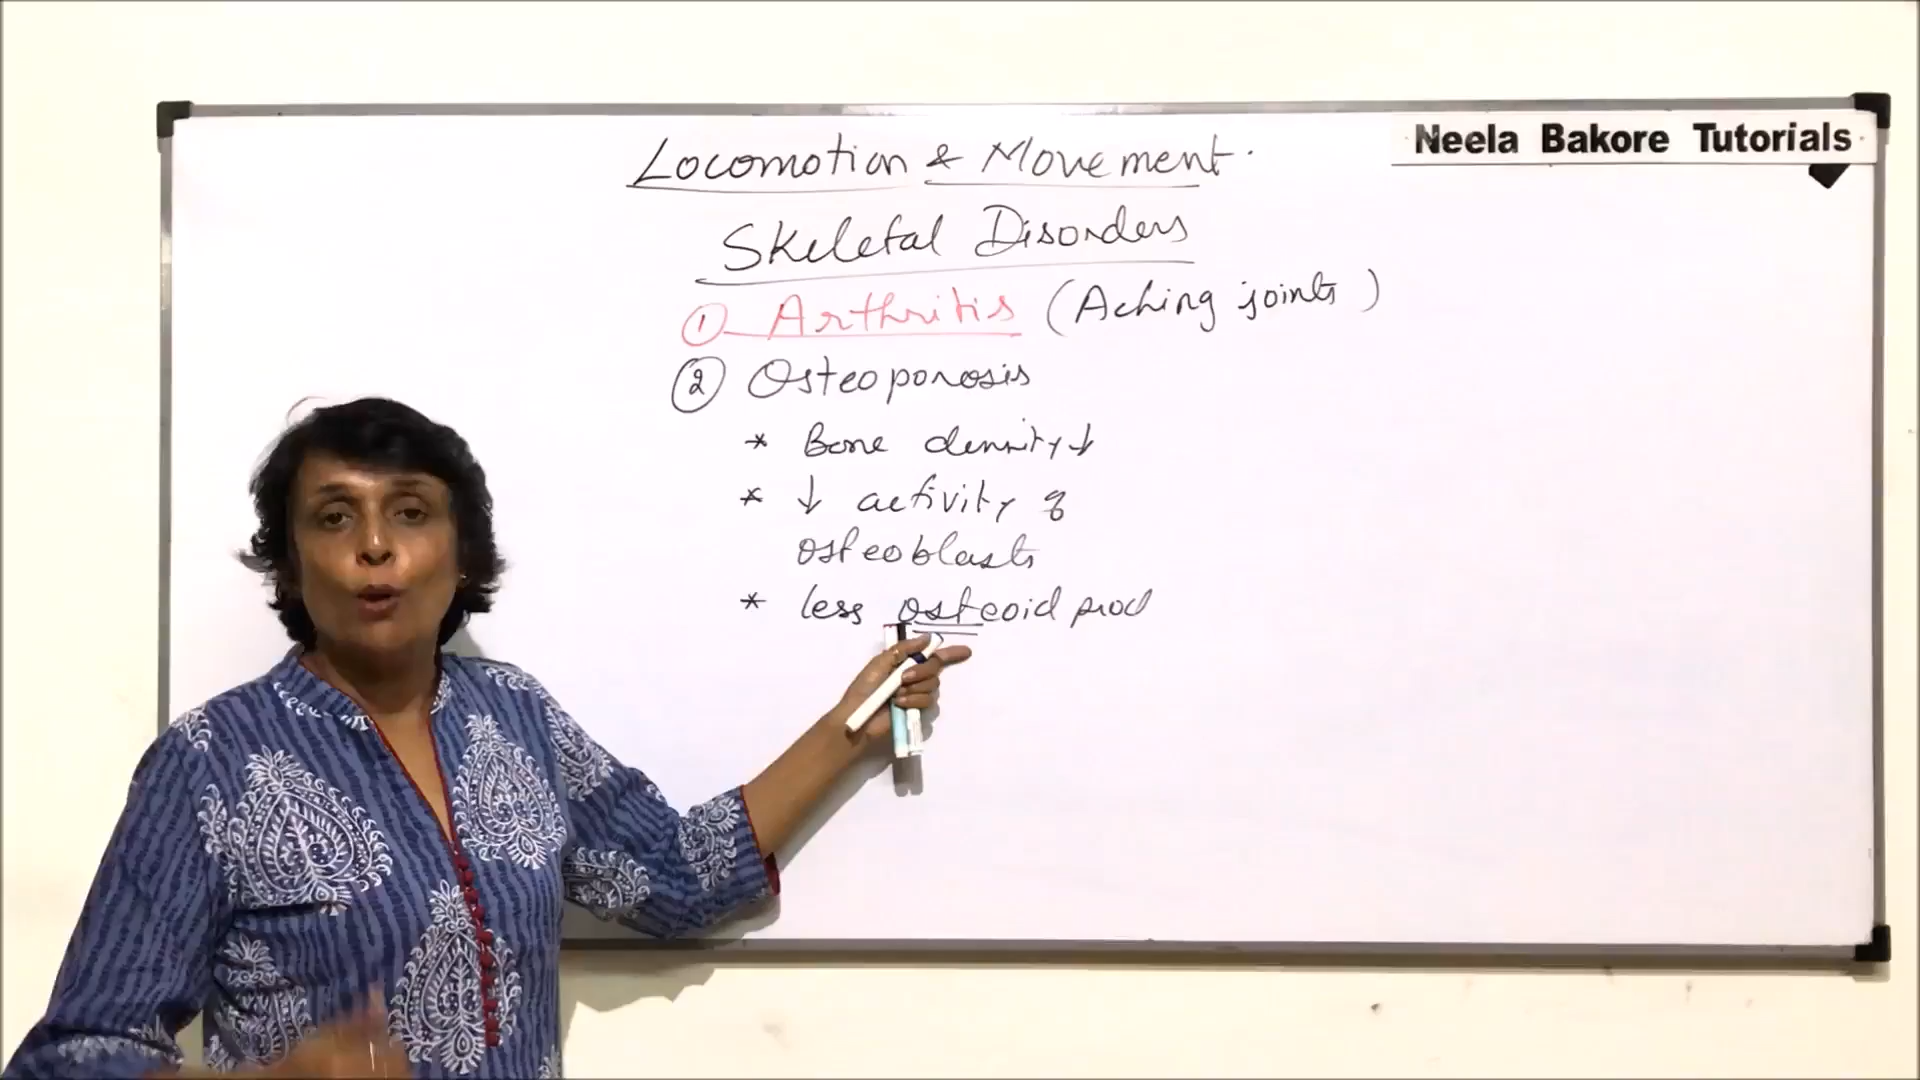 Neela Bakore Tutorials
Locomotion & Movement.
Skeletal Disorders
① Arthritis (Aching joints)
② Osteoporosis
* Bone density ↓
* ↓ activity of
osteoblasts
* less osteoid prod